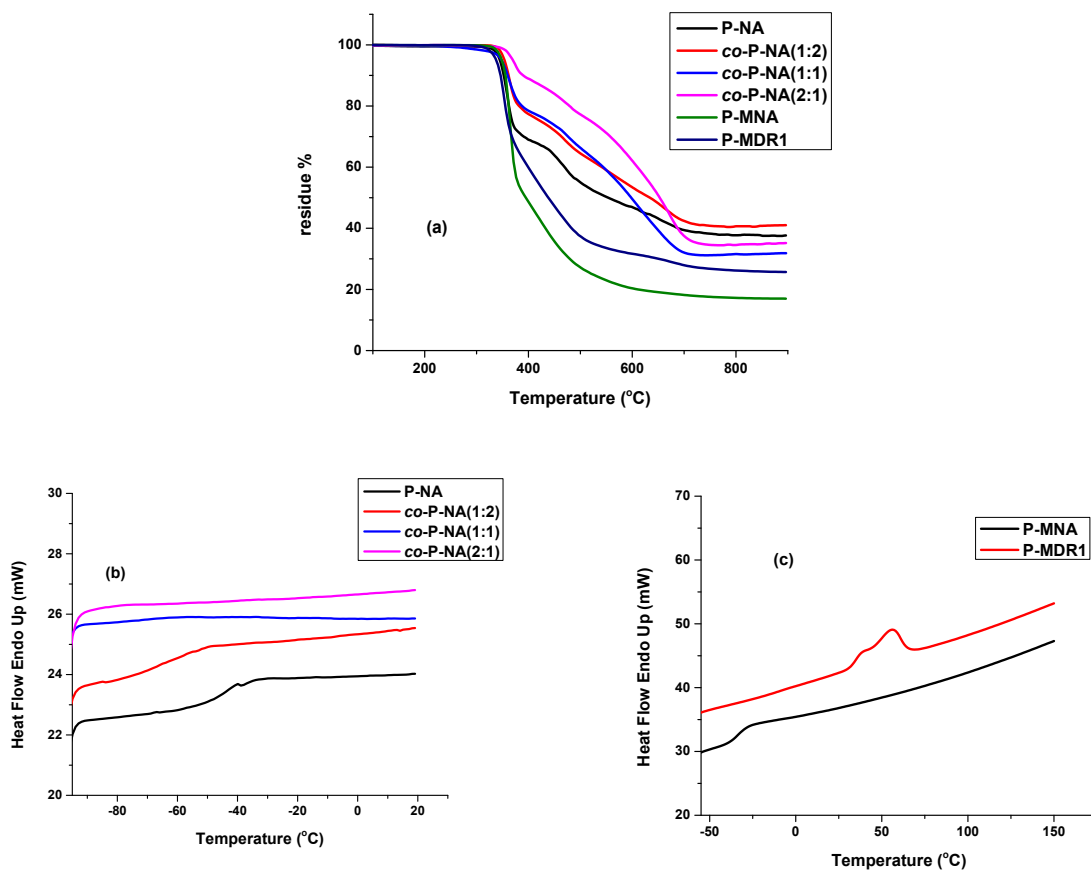 P-NA
co-P-NA(1:2)
co-P-NA(1:1)
co-P-NA(2:1)
P-MNA
P-MDR1
100
80
60
40
20
0
residue %
(a)
200
400
600
800
Temperature (oC)
30
28
26
24
22
20
Heat Flow Endo Up (mW)
P-NA
co-P-NA(1:2)
co-P-NA(1:1)
co-P-NA(2:1)
(b)
-80
-60
-40
-20
0
20
Temperature (oC)
70
60
50
40
30
20
Heat Flow Endo Up (mW)
(c)
P-MNA
P-MDR1
-50
0
50
100
150
Temperature (oC)